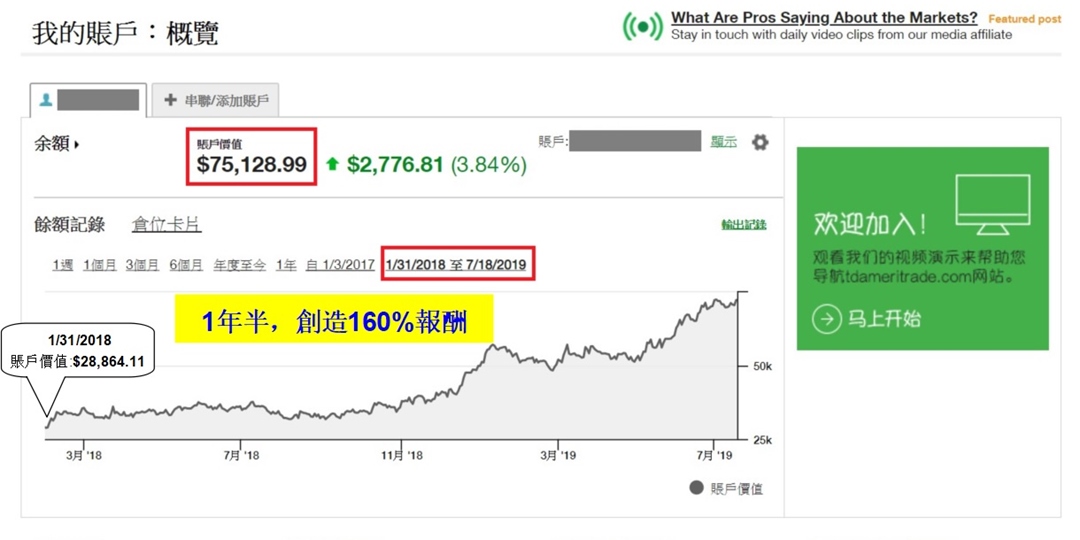 我的賬戶：概覽
What Are Pros Saying About the Markets? Featured post
Stay in touch with daily video clips from our media affiliate
串聯/添加賬戶
余額
賬戶價值
$75,128.99 $2,776.81 (3.84%)
賬戶: 顯示
餘額記錄 倉位卡片 輸出記錄
1週 1個月 3個月 6個月 年度至今 1年 自 1/3/2017 1/31/2018 至 7/18/2019
1年半，創造160%報酬
1/31/2018
賬戶價值:$28,864.11
50k
25k
3月 '18 7月 '18 11月 '18 3月 '19 7月 '19
賬戶價值
欢迎加入！
观看我们的视频演示来帮助您
导航tdameritrade.com网站。
马上开始